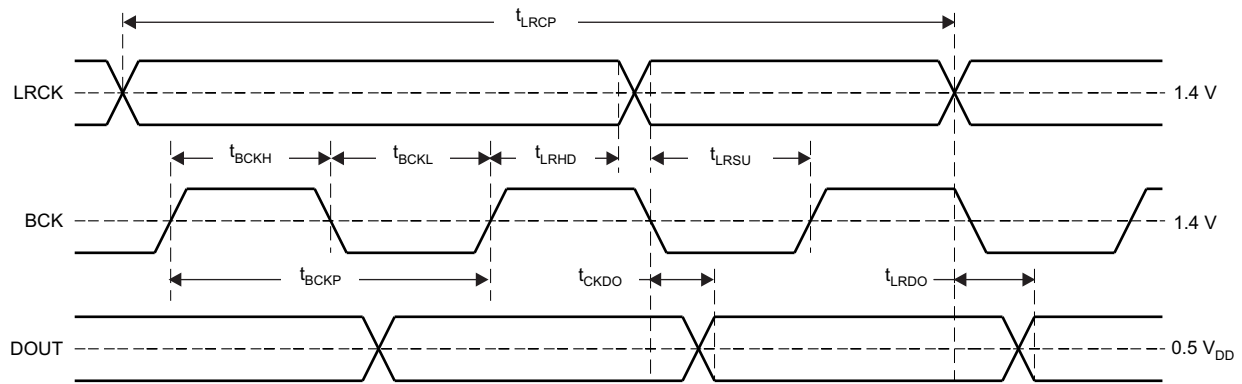 tLRCP
LRCK
1.4 V
tBCKH
tBCKL
tLRHD
tLRSU
BCK
1.4 V
tBCKP
tCKDO
tLRDO
DOUT
0.5 VDD